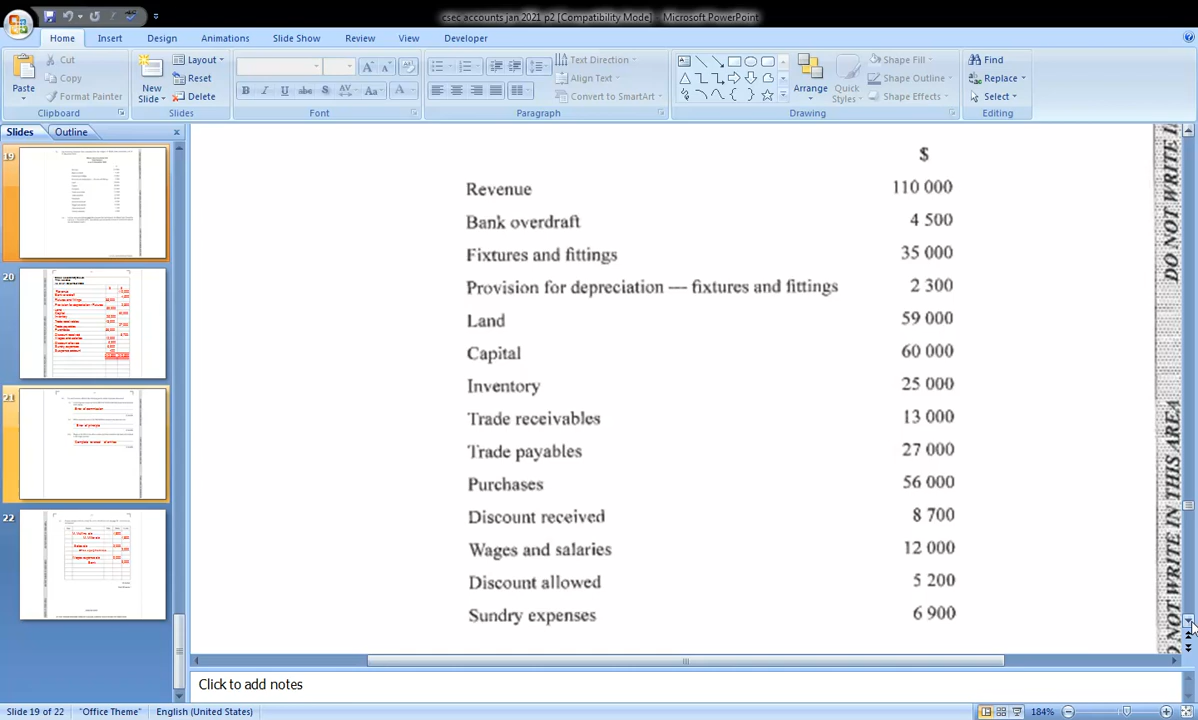 csec accounts jan 2021 p2 [Compatibility Mode] - Microsoft PowerPoint
Home Insert Design Animations Slide Show Review View Developer
Paste
Cut
Copy
Format Painter
Clipboard
New Slide
Layout
Reset
Delete
Slides
Font
Text Direction
Align Text
Convert to SmartArt
Paragraph
Arrange
Quick Styles
Shape Fill
Shape Outline
Shape Effects
Drawing
Find
Replace
Select
Editing
Slides Outline
19
20
21
22
$
Revenue 110 000
Bank overdraft 4 500
Fixtures and fittings 35 000
Provision for depreciation — fixtures and fittings 2 300
Land 59 000
Capital 60 000
Inventory 25 000
Trade receivables 13 000
Trade payables 27 000
Purchases 56 000
Discount received 8 700
Wages and salaries 12 000
Discount allowed 5 200
Sundry expenses 6 900
DO NOT WRITE I
O NOT WRITE IN THIS AREA
Click to add notes
Slide 19 of 22 "Office Theme" English (United States) 184%